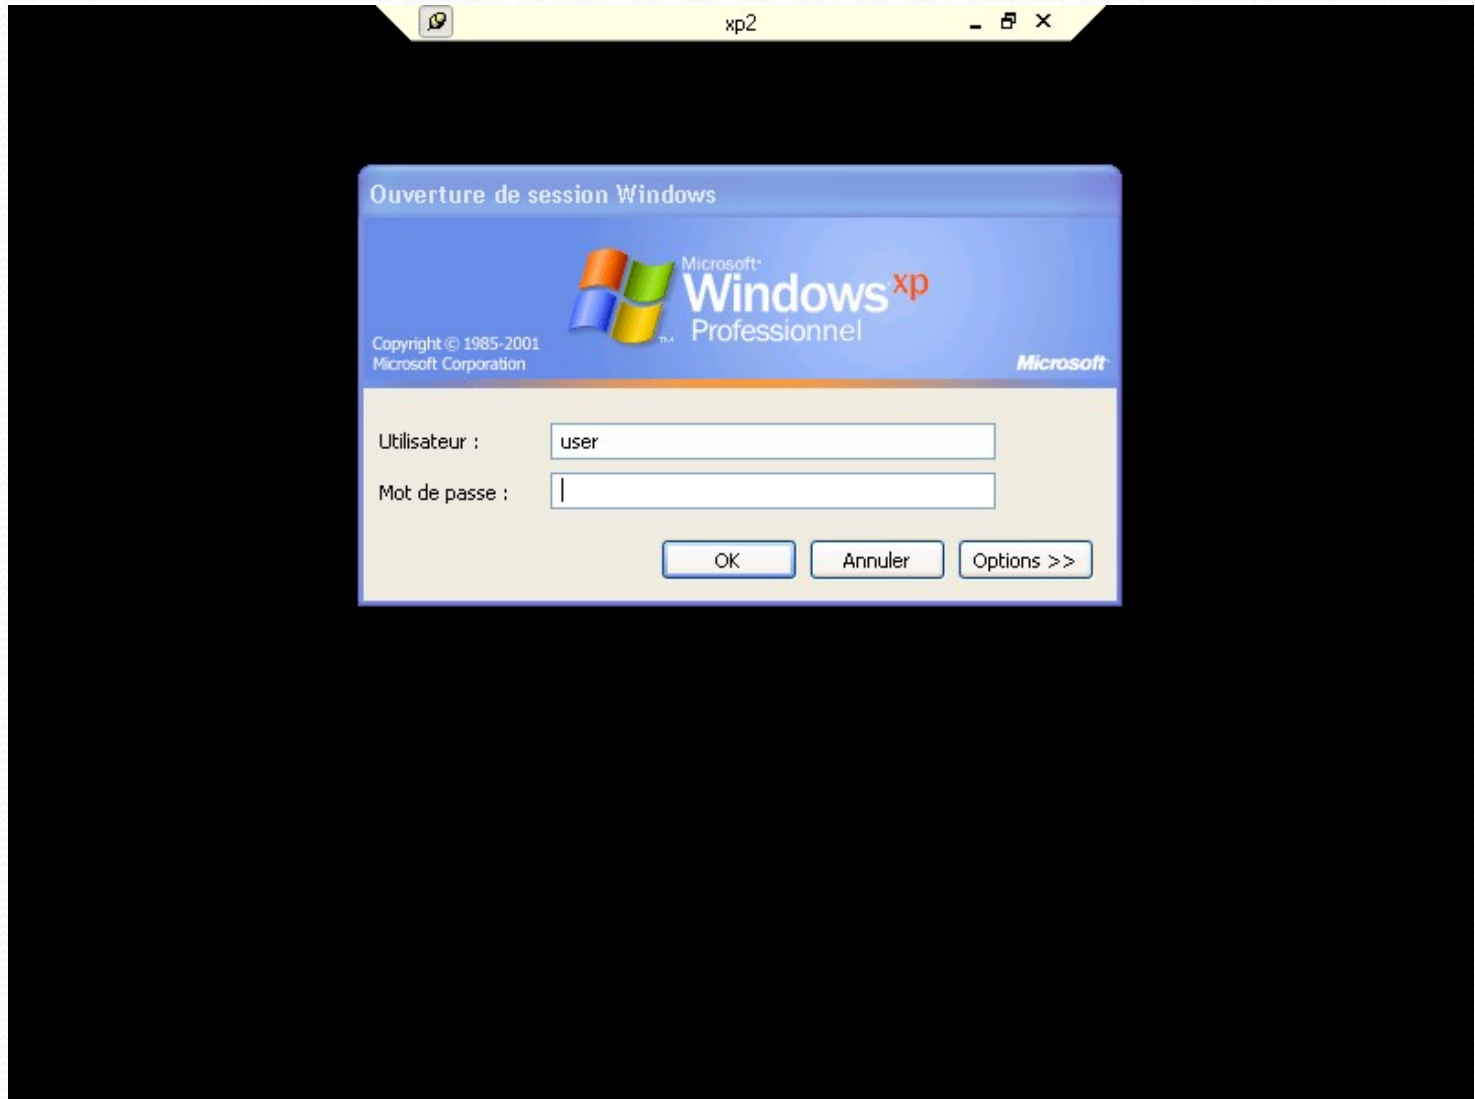 xp2
Ouverture de session Windows
Microsoft
Windows xp
Professionnel
TM
Copyright © 1985-2001
Microsoft Corporation
Microsoft
Utilisateur :
user
Mot de passe :
OK
Annuler
Options >>